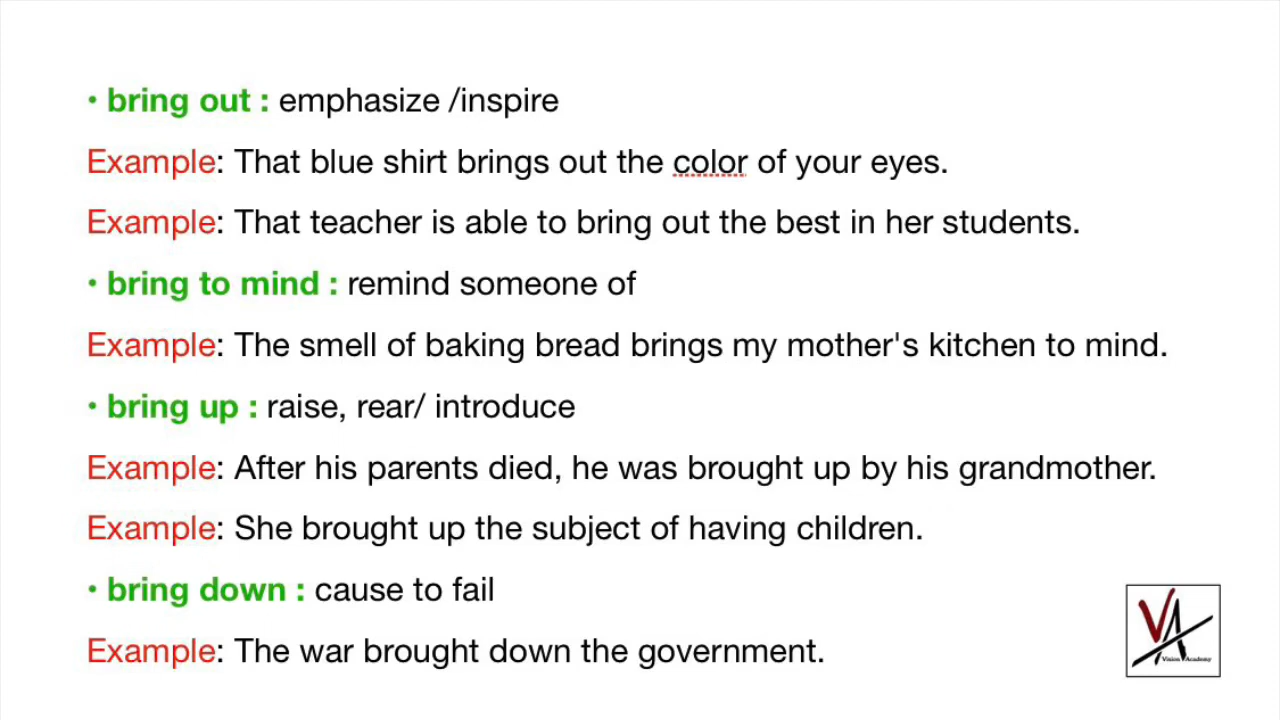 • bring out : emphasize /inspire
Example: That blue shirt brings out the color of your eyes.
Example: That teacher is able to bring out the best in her students.
• bring to mind : remind someone of
Example: The smell of baking bread brings my mother's kitchen to mind.
• bring up : raise, rear/ introduce
Example: After his parents died, he was brought up by his grandmother.
Example: She brought up the subject of having children.
• bring down : cause to fail
Example: The war brought down the government.
VA
Vision Academy